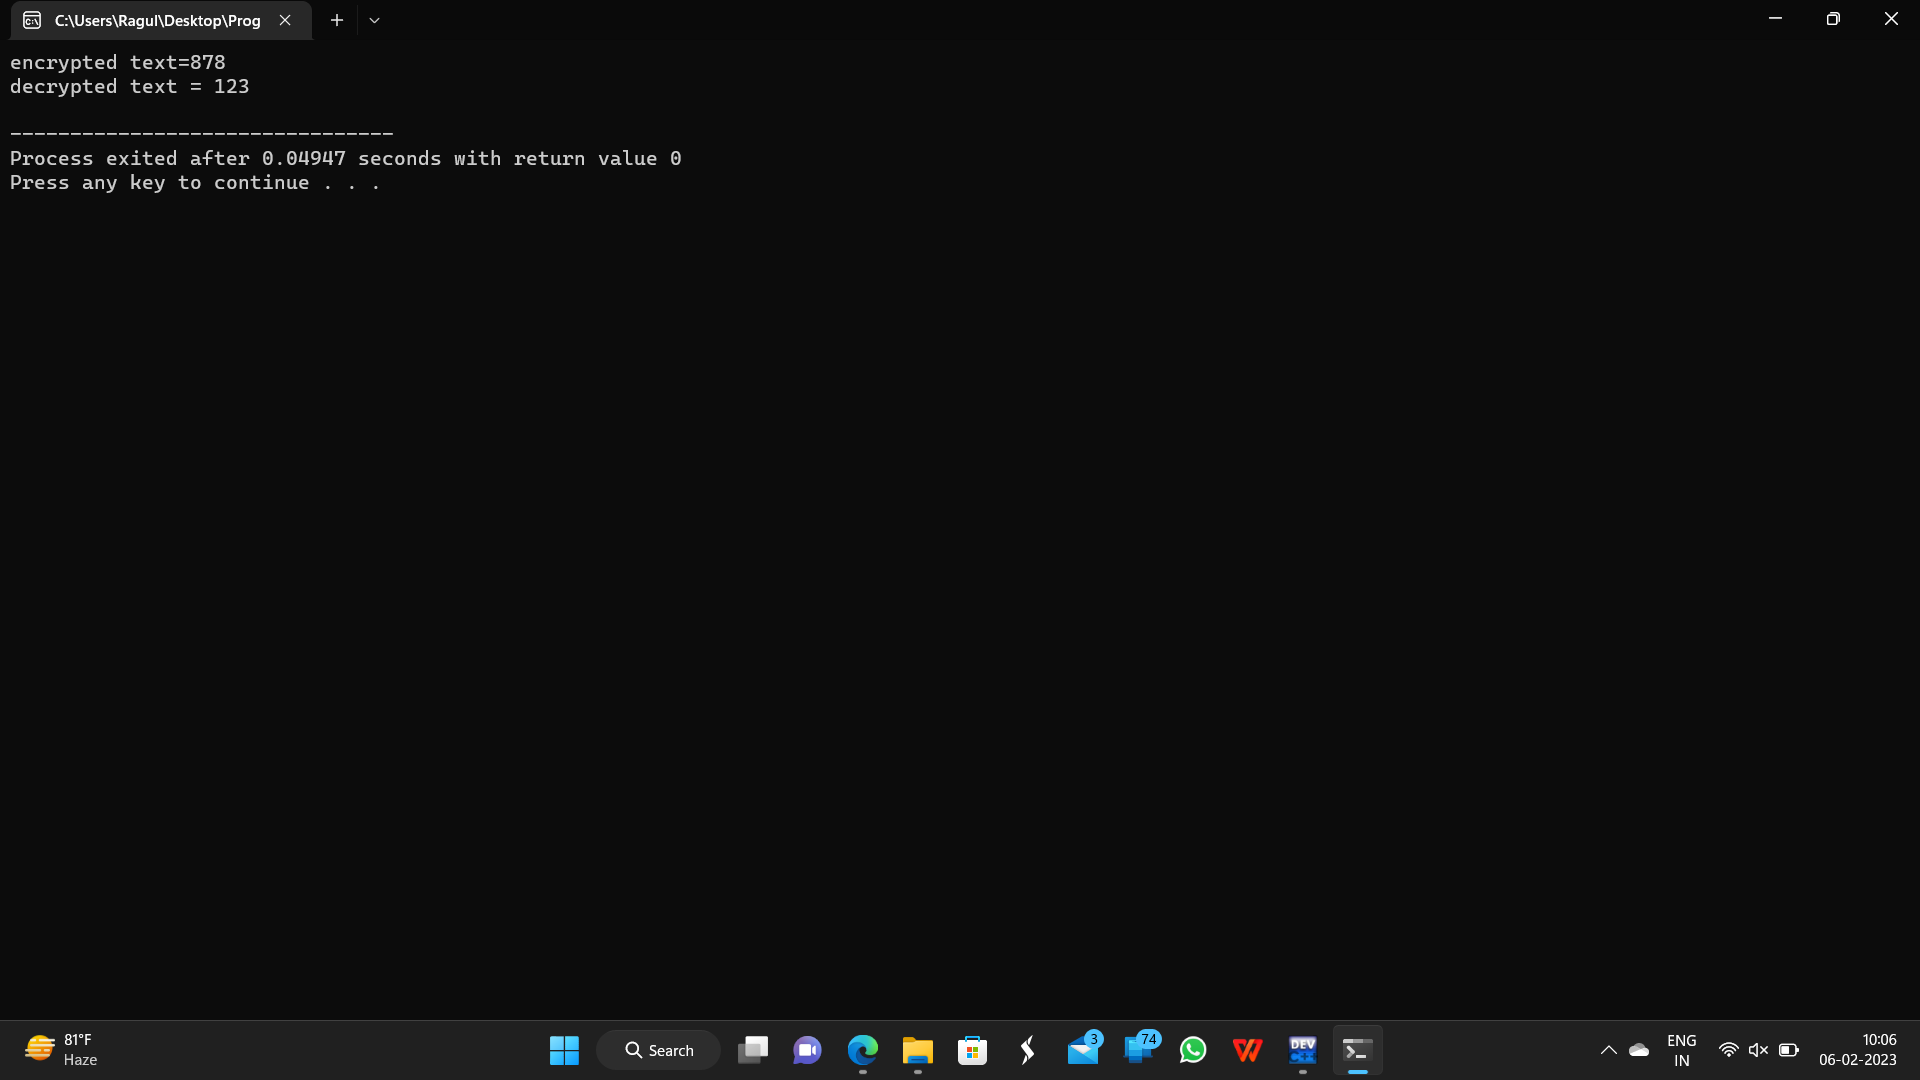 C:\Users\Ragul\Desktop\Prog
encrypted text=878
decrypted text = 123
--------------------------------
Process exited after 0.04947 seconds with return value 0
Press any key to continue . . .
81°F
Haze
Search
3
74
DEV
C++
ENG
IN
10:06
06-02-2023